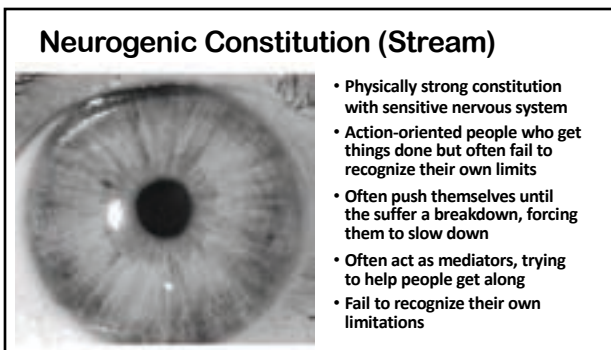 Neurogenic Constitution (Stream)
• Physically strong constitution
with sensitive nervous system
• Action-oriented people who get
things done but often fail to
recognize their own limits
• Often push themselves until
the suffer a breakdown, forcing
them to slow down
• Often act as mediators, trying
to help people get along
• Fail to recognize their own
limitations